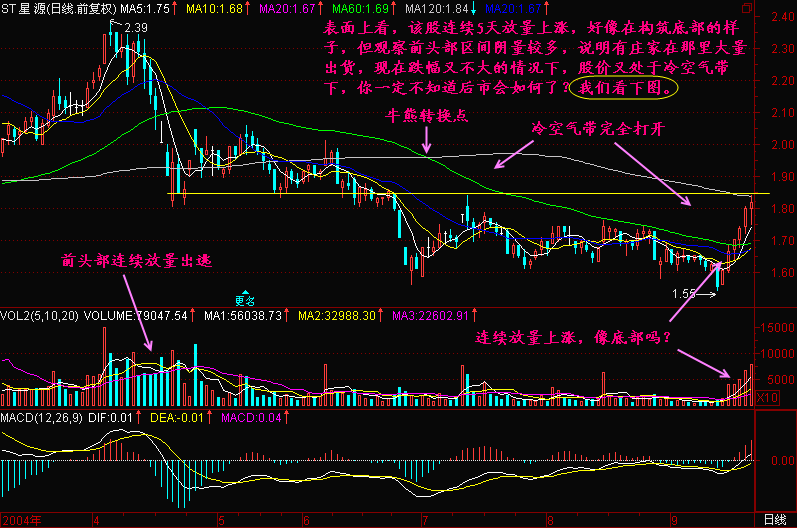 ST 星 源(日线.前复权) MA5:1.75 MA10:1.68 MA20:1.67 MA60:1.69 MA120:1.84 MA20:1.67
2.39
表面上看，该股连续5天放量上涨，好像在构筑底部的样
子，但观察前头部区间阴量较多，说明有庄家在那里大量
出货，现在跌幅又不大的情况下，股价又处于冷空气带
下，你一定不知道后市会如何了？我们看下图。
2.40
2.30
2.20
2.10
2.00
1.90
1.80
1.70
1.60
牛熊转换点
冷空气带完全打开
前头部连续放量出逃
更名
1.55
连续放量上涨，像底部吗？
VOL2(5,10,20) VOLUME:79047.54 MA1:56038.73 MA2:32988.30 MA3:22602.91
15000
10000
5000
X10
MACD(12,26,9) DIF:0.01 DEA:-0.01 MACD:0.04
0.00
2004年 4 5 6 7 8 9 日线